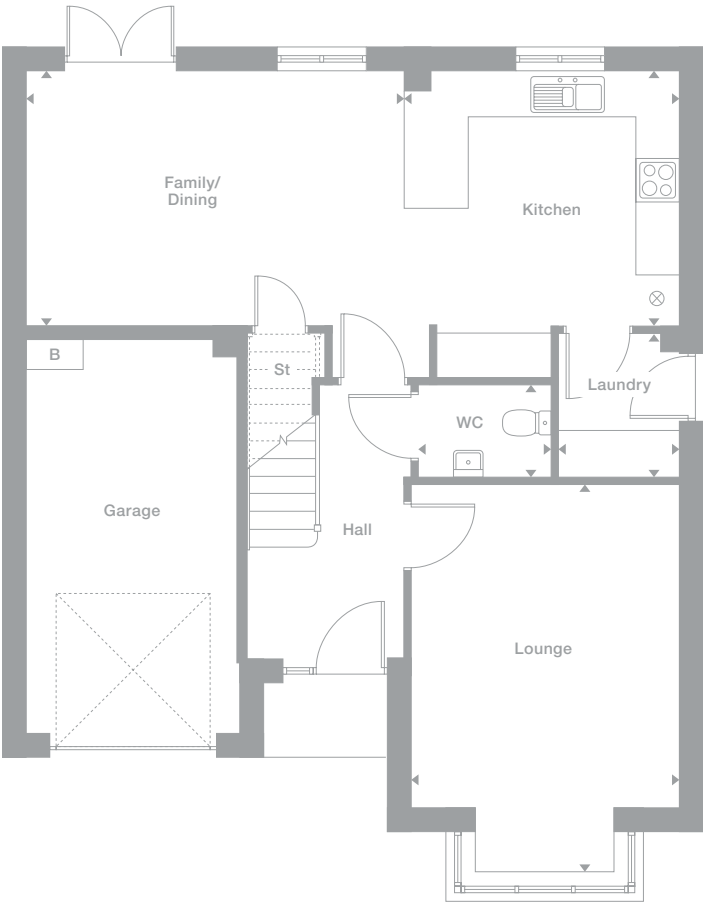 Family/
Dining
Kitchen
B
St
Laundry
WC
Garage
Hall
Lounge